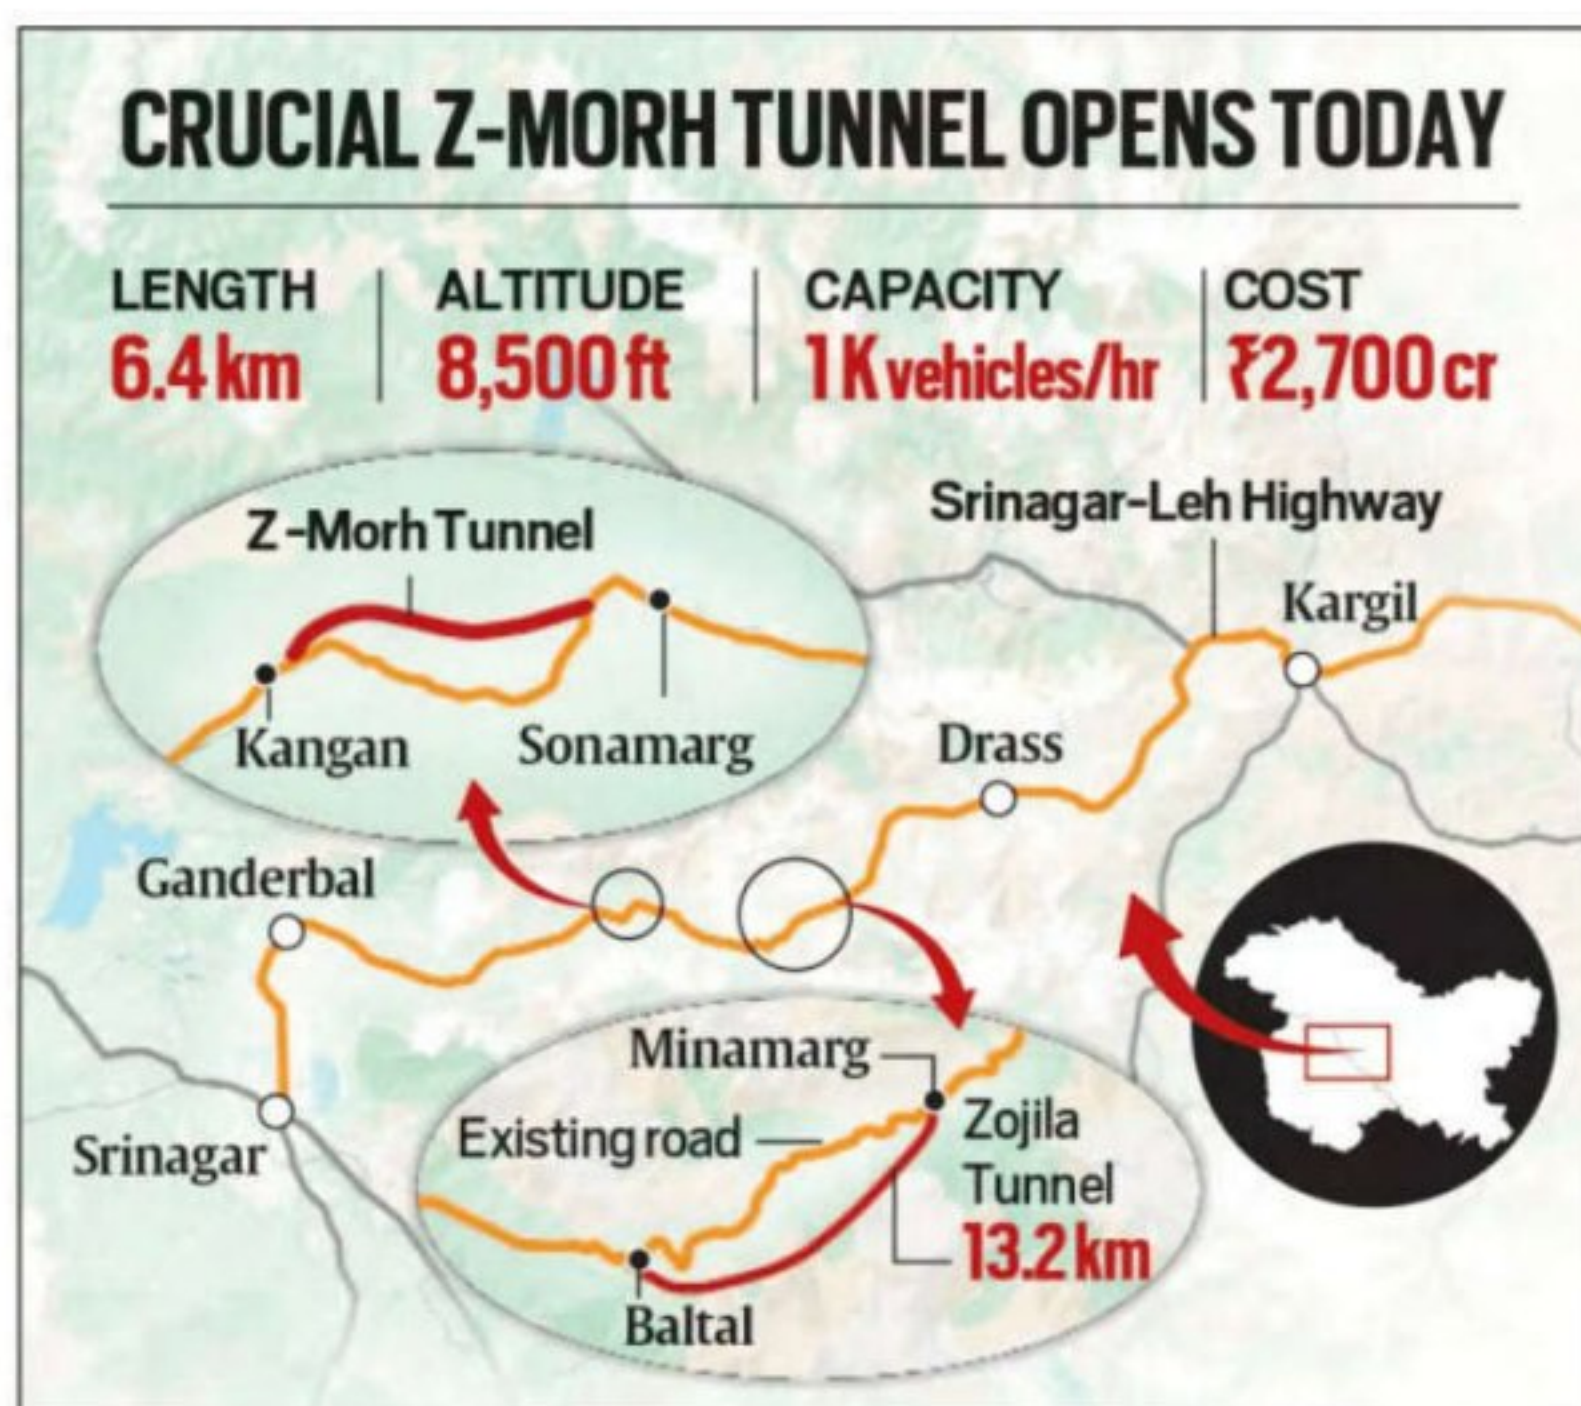 CRUCIAL Z-MORH TUNNEL OPENS TODAY
LENGTH
6.4 km
ALTITUDE
8,500 ft
CAPACITY
1K vehicles/hr
COST
₹2,700 cr
Z-Morh Tunnel
Kangan
Sonamarg
Srinagar-Leh Highway
Kargil
Drass
Ganderbal
Srinagar
Minamarg
Existing road
Zojila
Tunnel
13.2 km
Baltal